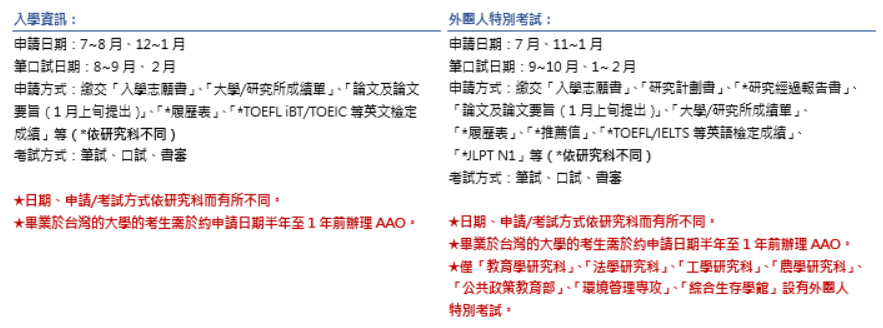 入學資訊：
申請日期：7~8 月、12~1 月
筆口試日期：8~9 月、 2 月
申請方式：繳交「入學志願書」、「大學/研究所成績單」、「論文及論文
要旨（1 月上旬提出）」、「*履歷表」、「*TOEFL iBT/TOEIC 等英文檢定
成績」等（*依研究科不同）
考試方式：筆試、口試、書審
★日期、申請/考試方式依研究科而有所不同。
★畢業於台灣的大學的考生需於約申請日期半年至 1 年前辦理 AAO。
外國人特別考試：
申請日期：7 月、11~1 月
筆口試日期：9~10 月、1~ 2 月
申請方式：繳交「入學志願書」、「研究計劃書」、「*研究經過報告書」、
「論文及論文要旨（1 月上旬提出）」、「大學/研究所成績單」、
「*履歷表」、「*推薦信」、「*TOEFL/IELTS 等英語檢定成績」、
「*JLPT N1」等（*依研究科不同）
考試方式：筆試、口試、書審
★日期、申請/考試方式依研究科而有所不同。
★畢業於台灣的大學的考生需於約申請日期半年至 1 年前辦理 AAO。
★僅「教育學研究科」、「法學研究科」、「工學研究科」、「農學研究科」、
「公共政策教育部」、「環境管理專攻」、「綜合生存學館」設有外國人
特別考試。